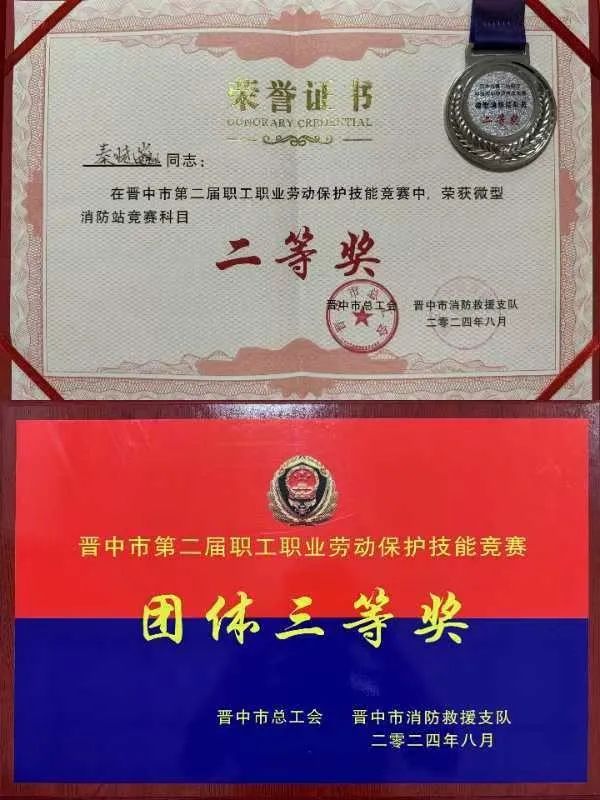 荣誉证书
HONORARY CREDENTIAL
同志：
在晋中市第二届职工职业劳动保护技能竞赛中，荣获微型
消防站竞赛科目
二等奖
晋中市总工会 晋中市消防救援支队
二零二四年八月
二等奖
晋中市第二届职工职业劳动保护技能竞赛
团体三等奖
晋中市总工会 晋中市消防救援支队
二零二四年八月